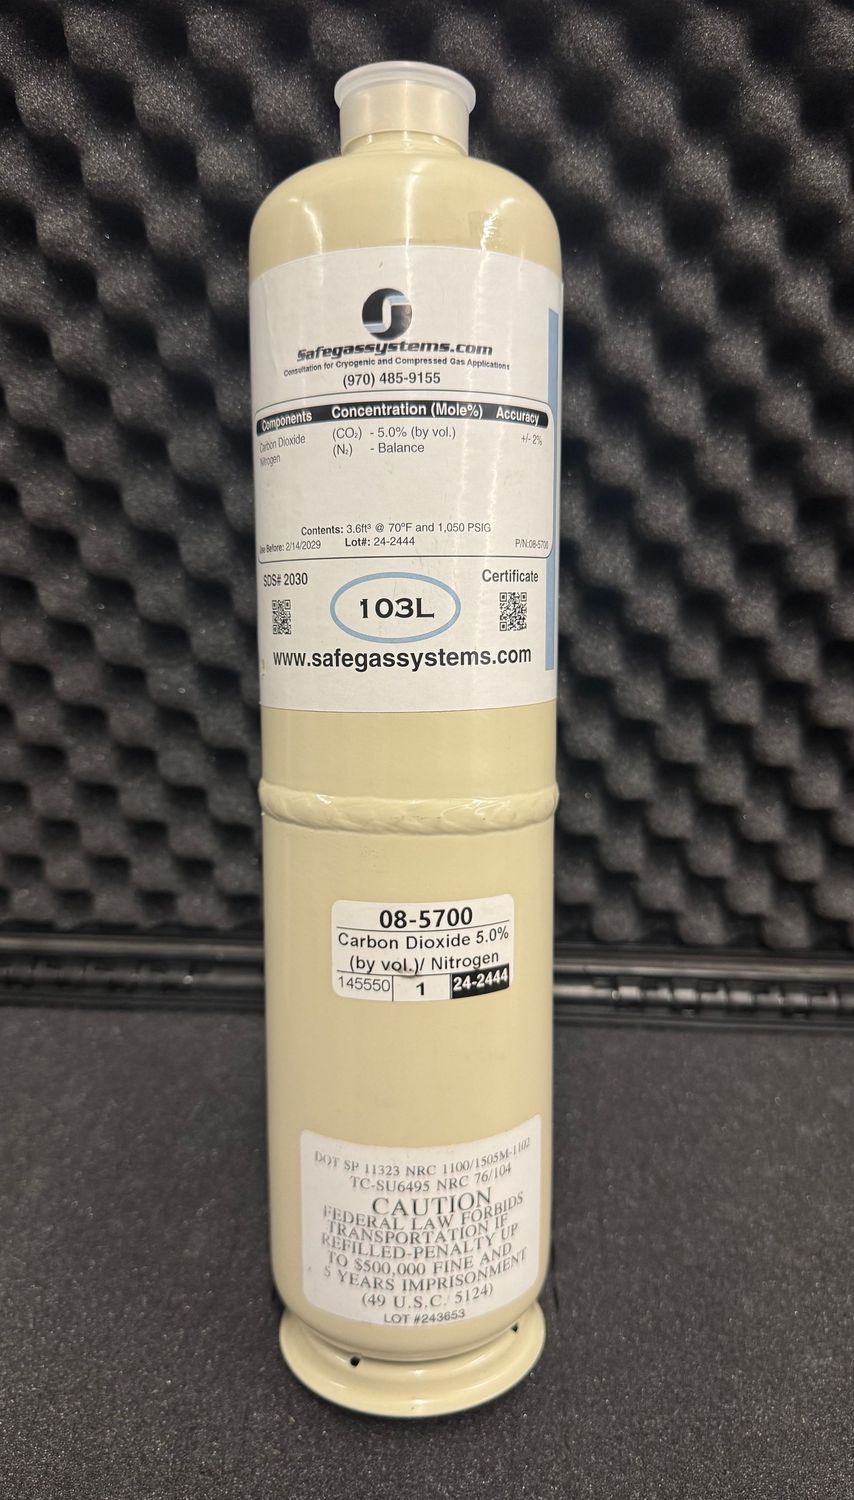 Safegassystems.com
Consultation for Cryogenic and Compressed Gas Applications
(970) 485-9155
Components Concentration (Mole%) Accuracy
Carbon Dioxide (CO₂) - 5.0% (by vol.) +/- 2%
Nitrogen (N₂) - Balance
Contents: 3.6ft³ @ 70°F and 1,050 PSIG
Use Before: 2/14/2029 Lot#: 24-2444 P/N:08-5700
SDS# 2030 Certificate
103L
www.safegassystems.com
08-5700
Carbon Dioxide 5.0%
(by vol.)/ Nitrogen
145550 1 24-2444
DOT SP 11323 NRC 1100/1505M-1102
TC-SU6495 NRC 76/104
CAUTION
FEDERAL LAW FORBIDS
TRANSPORTATION IF
REFILLED-PENALTY UP
TO $500,000 FINE AND
5 YEARS IMPRISONMENT
(49 U.S.C. 5124)
LOT #243653